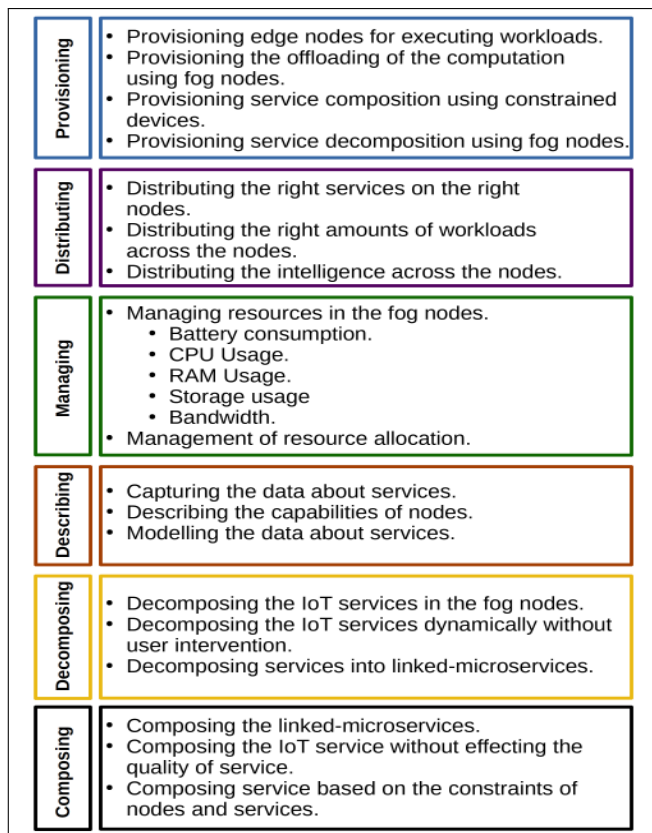 Provisioning
• Provisioning edge nodes for executing workloads.
• Provisioning the offloading of the computation
using fog nodes.
• Provisioning service composition using constrained
devices.
• Provisioning service decomposition using fog nodes.
Distributing
• Distributing the right services on the right
nodes.
• Distributing the right amounts of workloads
across the nodes.
• Distributing the intelligence across the nodes.
Managing
• Managing resources in the fog nodes.
• Battery consumption.
• CPU Usage.
• RAM Usage.
• Storage usage
• Bandwidth.
• Management of resource allocation.
Describing
• Capturing the data about services.
• Describing the capabilities of nodes.
• Modelling the data about services.
Decomposing
• Decomposing the IoT services in the fog nodes.
• Decomposing the IoT services dynamically without
user intervention.
• Decomposing services into linked-microservices.
Composing
• Composing the linked-microservices.
• Composing the IoT service without effecting the
quality of service.
• Composing service based on the constraints of
nodes and services.